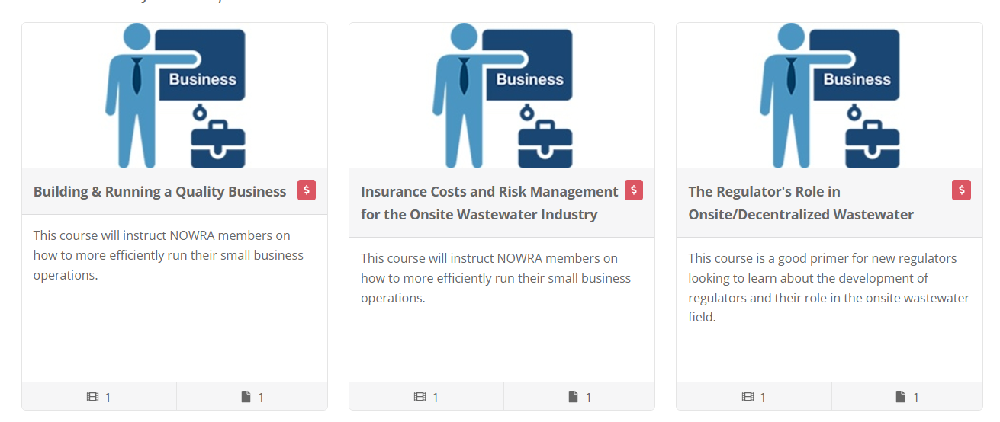 Business
Building & Running a Quality Business
$
This course will instruct NOWRA members on
how to more efficiently run their small business
operations.
1
1
Business
Insurance Costs and Risk Management
for the Onsite Wastewater Industry
$
This course will instruct NOWRA members on
how to more efficiently run their small business
operations.
1
1
Business
The Regulator's Role in
Onsite/Decentralized Wastewater
$
This course is a good primer for new regulators
looking to learn about the development of
regulators and their role in the onsite wastewater
field.
1
1